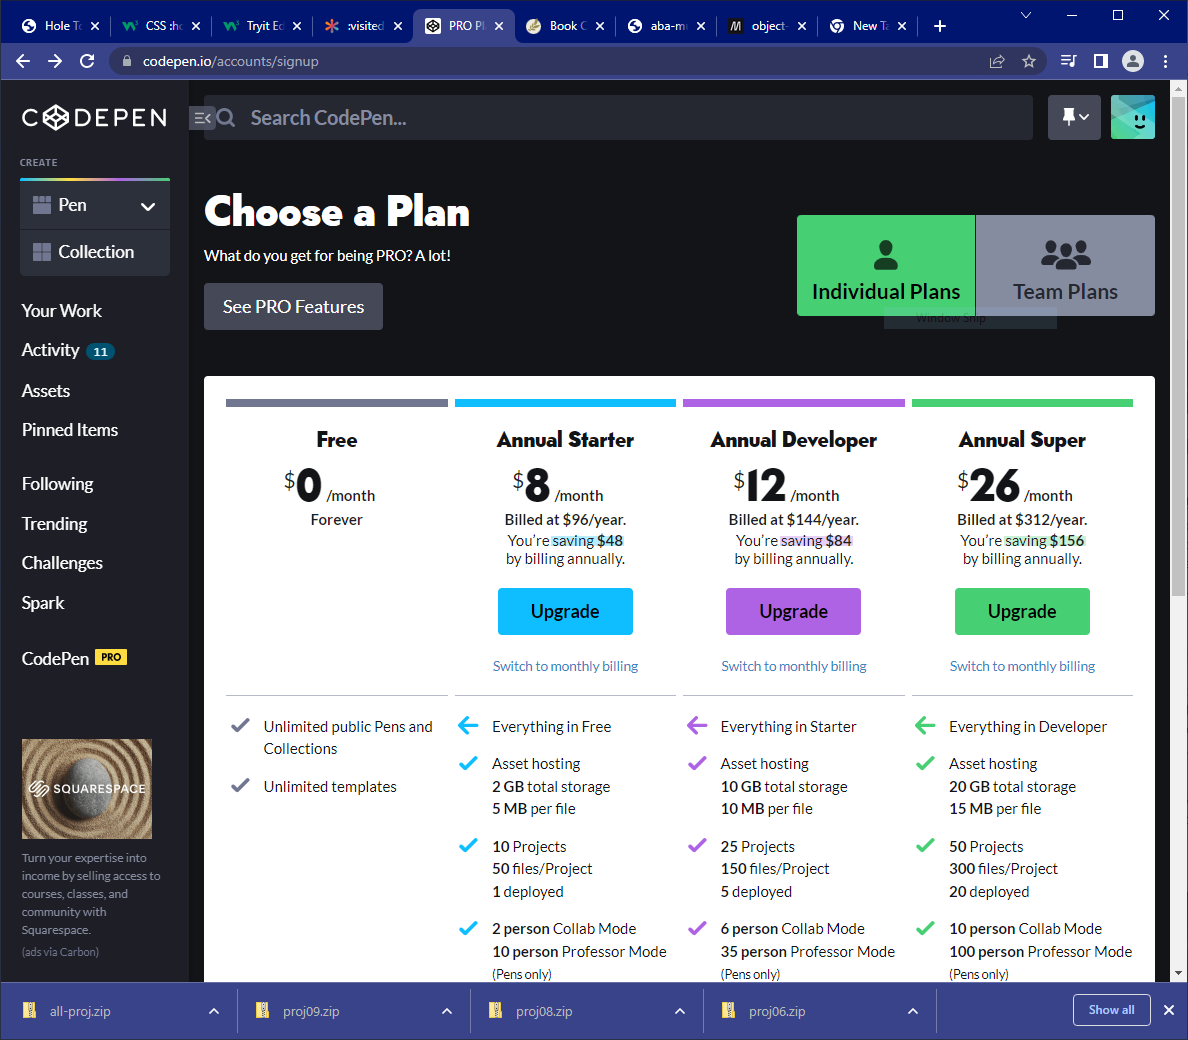 Hole To
CSS :ho
Tryit Ed
:visited
PRO Pl
Book C
aba-mu
object-
New Ta
codepen.io/accounts/signup
CODEPEN
Search CodePen...
CREATE
Pen
Collection
Your Work
Activity 11
Assets
Pinned Items
Following
Trending
Challenges
Spark
CodePen PRO
SQUARESPACE
Turn your expertise into
income by selling access to
courses, classes, and
community with
Squarespace.
(ads via Carbon)
Choose a Plan
What do you get for being PRO? A lot!
See PRO Features
Individual Plans
Team Plans
Window Snip
Free
$0 /month
Forever
Unlimited public Pens and
Collections
Unlimited templates
Annual Starter
$8 /month
Billed at $96/year.
You're saving $48
by billing annually.
Upgrade
Switch to monthly billing
Everything in Free
Asset hosting
2 GB total storage
5 MB per file
10 Projects
50 files/Project
1 deployed
2 person Collab Mode
10 person Professor Mode
(Pens only)
Annual Developer
$12 /month
Billed at $144/year.
You're saving $84
by billing annually.
Upgrade
Switch to monthly billing
Everything in Starter
Asset hosting
10 GB total storage
10 MB per file
25 Projects
150 files/Project
5 deployed
6 person Collab Mode
35 person Professor Mode
(Pens only)
Annual Super
$26 /month
Billed at $312/year.
You're saving $156
by billing annually.
Upgrade
Switch to monthly billing
Everything in Developer
Asset hosting
20 GB total storage
15 MB per file
50 Projects
300 files/Project
20 deployed
10 person Collab Mode
100 person Professor Mode
(Pens only)
all-proj.zip
proj09.zip
proj08.zip
proj06.zip
Show all